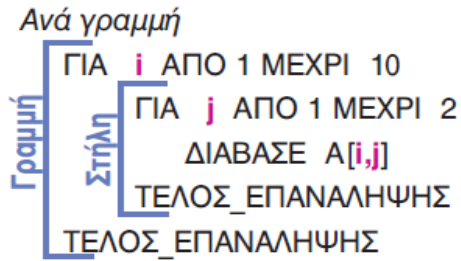 Ανά γραμμή
ΓΙΑ i ΑΠΟ 1 ΜΕΧΡΙ 10
ΓΙΑ j ΑΠΟ 1 ΜΕΧΡΙ 2
ΔΙΑΒΑΣΕ Α[i,j]
ΤΕΛΟΣ_ΕΠΑΝΑΛΗΨΗΣ
ΤΕΛΟΣ_ΕΠΑΝΑΛΗΨΗΣ
Γραμμή
Στήλη